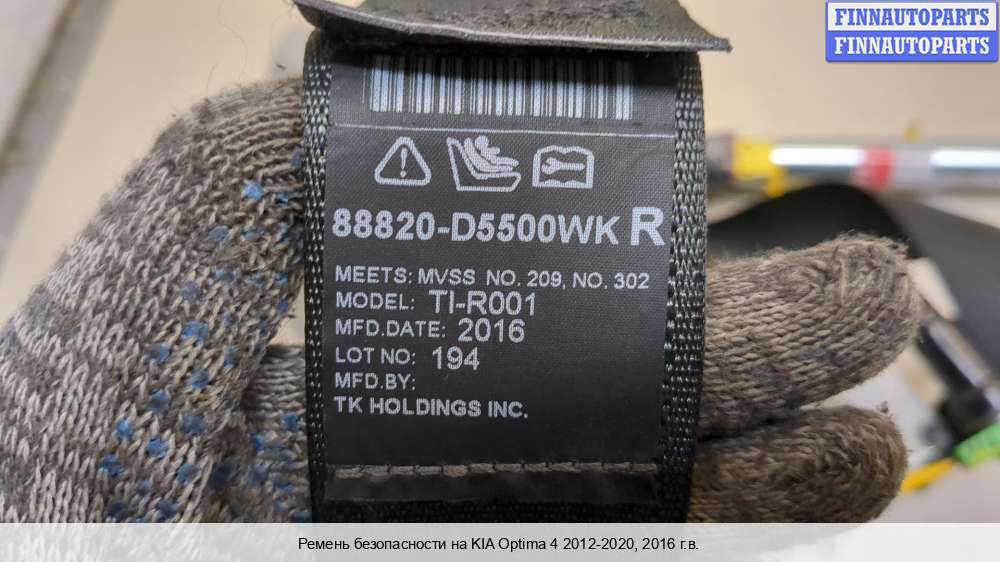 FINNAUTOPARTS
FINNAUTOPARTS
88820-D5500WK R
MEETS: MVSS NO. 209, NO. 302
MODEL: TI-R001
MFD.DATE: 2016
LOT NO: 194
MFD.BY:
TK HOLDINGS INC.
Ремень безопасности на KIA Optima 4 2012-2020, 2016 г.в.